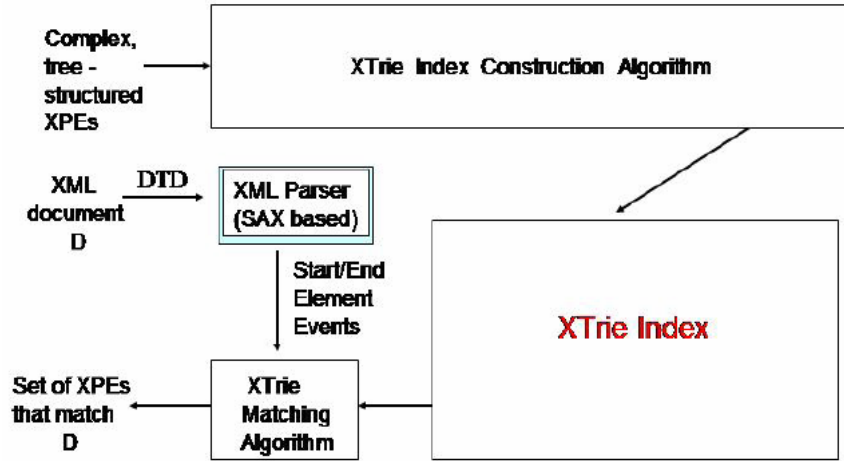 Complex,
tree -
structured
XPEs
XTrie Index Construction Algorithm
XML
document
D
DTD
XML Parser
(SAX based)
Start/End
Element
Events
XTrie Index
Set of XPEs
that match
D
XTrie
Matching
Algorithm